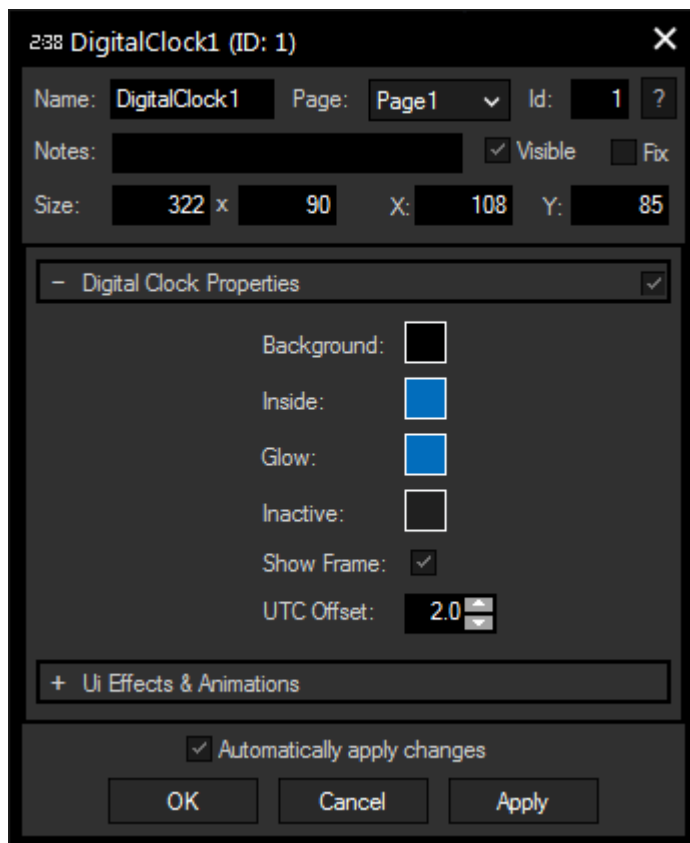 2:38 DigitalClock1 (ID: 1)
Name: DigitalClock1 Page: Page1 Id: 1 ?
Notes: Visible Fix
Size: 322 x 90 X: 108 Y: 85
− Digital Clock Properties
Background:
Inside:
Glow:
Inactive:
Show Frame:
UTC Offset: 2.0
+ Ui Effects & Animations
Automatically apply changes
OK Cancel Apply